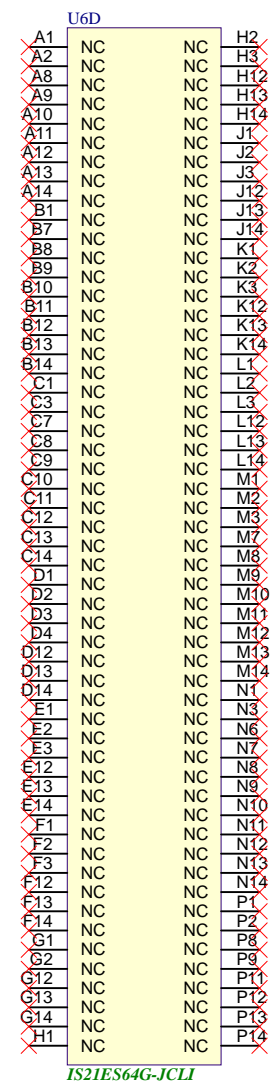 U6D
A1 NC NC H2
A2 NC NC H3
A8 NC NC H12
A9 NC NC H13
A10 NC NC H14
A11 NC NC J1
A12 NC NC J2
A13 NC NC J3
A14 NC NC J12
B1 NC NC J13
B7 NC NC J14
B8 NC NC K1
B9 NC NC K2
B10 NC NC K3
B11 NC NC K12
B12 NC NC K13
B13 NC NC K14
B14 NC NC L1
C1 NC NC L2
C3 NC NC L3
C7 NC NC L12
C8 NC NC L13
C9 NC NC L14
C10 NC NC M1
C11 NC NC M2
C12 NC NC M3
C13 NC NC M7
C14 NC NC M8
D1 NC NC M9
D2 NC NC M10
D3 NC NC M11
D4 NC NC M12
D12 NC NC M13
D13 NC NC M14
D14 NC NC N1
E1 NC NC N3
E2 NC NC N6
E3 NC NC N7
E12 NC NC N8
E13 NC NC N9
E14 NC NC N10
F1 NC NC N11
F2 NC NC N12
F3 NC NC N13
F12 NC NC N14
F13 NC NC P1
F14 NC NC P2
G1 NC NC P8
G2 NC NC P9
G12 NC NC P11
G13 NC NC P12
G14 NC NC P13
H1 NC NC P14
IS21ES64G-JCLI